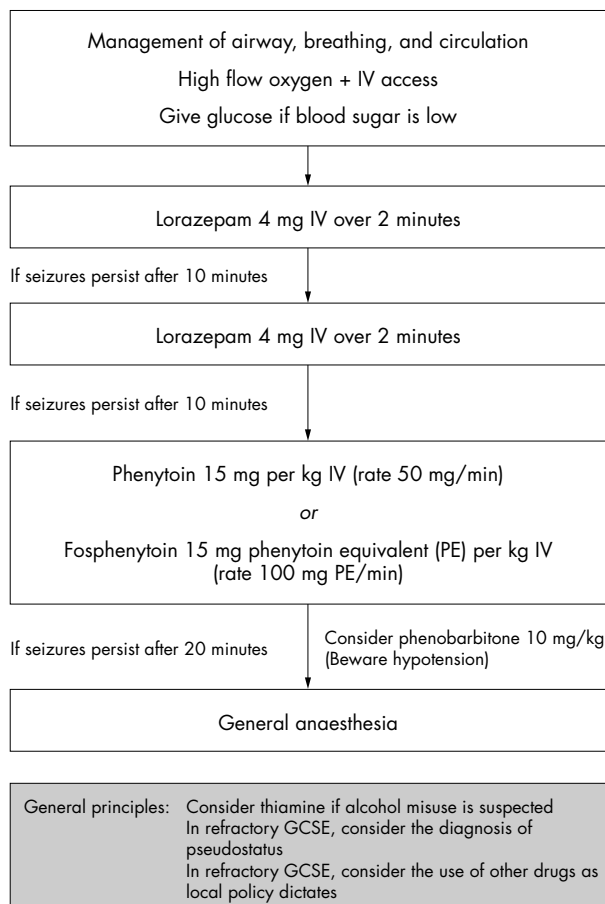 Management of airway, breathing, and circulation
High flow oxygen + IV access
Give glucose if blood sugar is low
Lorazepam 4 mg IV over 2 minutes
If seizures persist after 10 minutes
Lorazepam 4 mg IV over 2 minutes
If seizures persist after 10 minutes
Phenytoin 15 mg per kg IV (rate 50 mg/min)
or
Fosphenytoin 15 mg phenytoin equivalent (PE) per kg IV
(rate 100 mg PE/min)
If seizures persist after 20 minutes
Consider phenobarbitone 10 mg/kg
(Beware hypotension)
General anaesthesia
General principles: Consider thiamine if alcohol misuse is suspected
In refractory GCSE, consider the diagnosis of
pseudostatus
In refractory GCSE, consider the use of other drugs as
local policy dictates